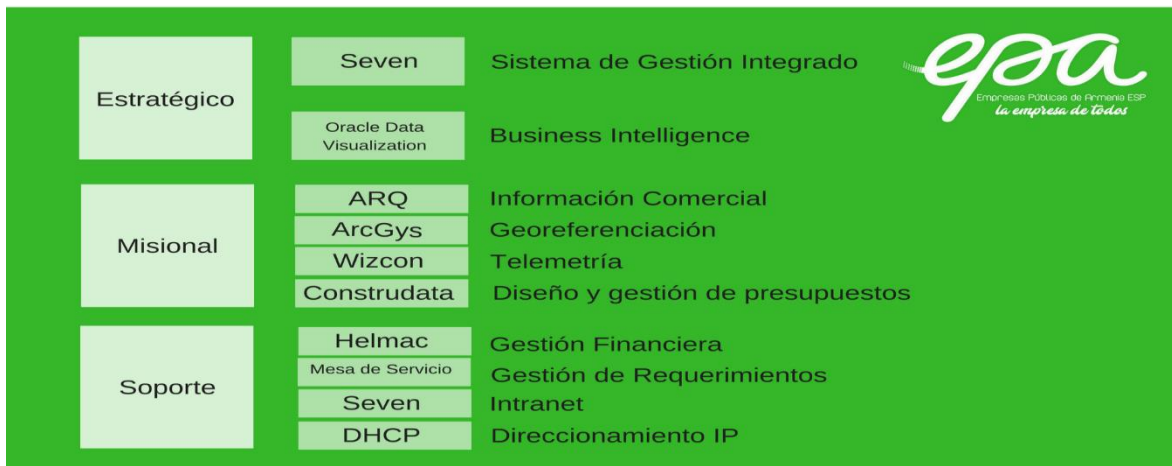 Estratégico
Seven Sistema de Gestión Integrado
Oracle Data
Visualization
Business Intelligence
Misional
ARQ Información Comercial
ArcGys Georeferenciación
Wizcon Telemetría
Construdata Diseño y gestión de presupuestos
Soporte
Helmac Gestión Financiera
Mesa de Servicio Gestión de Requerimientos
Seven Intranet
DHCP Direccionamiento IP
epa
Empresas Públicas de Armenia ESP
la empresa de todos